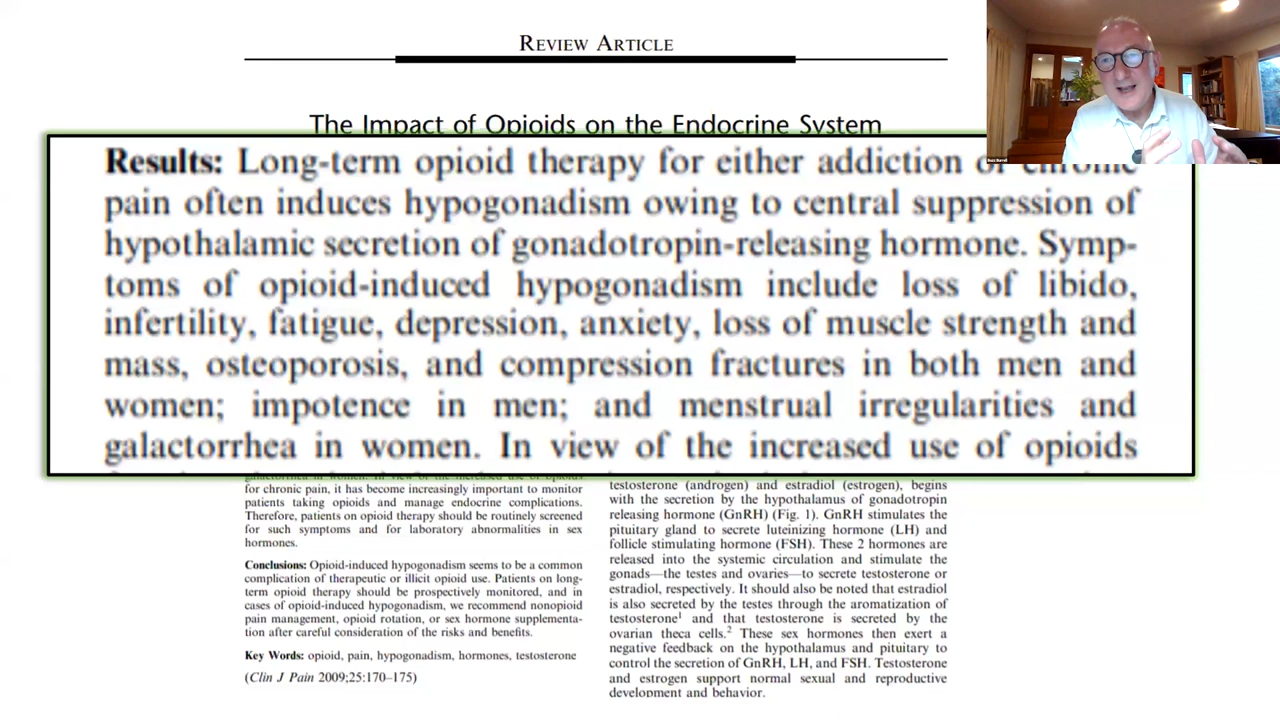 REVIEW ARTICLE
The Impact of Opioids on the Endocrine System
Results: Long-term opioid therapy for either addiction or chronic
pain often induces hypogonadism owing to central suppression of
hypothalamic secretion of gonadotropin-releasing hormone. Symp-
toms of opioid-induced hypogonadism include loss of libido,
infertility, fatigue, depression, anxiety, loss of muscle strength and
mass, osteoporosis, and compression fractures in both men and
women; impotence in men; and menstrual irregularities and
galactorrhea in women. In view of the increased use of opioids
galactorrhea in women. In view of the increased use of opioids
for chronic pain, it has become increasingly important to monitor
patients taking opioids and manage endocrine complications.
Therefore, patients on opioid therapy should be routinely screened
for such symptoms and for laboratory abnormalities in sex
hormones.
Conclusions: Opioid-induced hypogonadism seems to be a common
complication of therapeutic or illicit opioid use. Patients on long-
term opioid therapy should be prospectively monitored, and in
cases of opioid-induced hypogonadism, we recommend nonopioid
pain management, opioid rotation, or sex hormone supplementa-
tion after careful consideration of the risks and benefits.
Key Words: opioid, pain, hypogonadism, hormones, testosterone
(Clin J Pain 2009;25:170–175)
testosterone (androgen) and estradiol (estrogen), begins
with the secretion by the hypothalamus of gonadotropin
releasing hormone (GnRH) (Fig. 1). GnRH stimulates the
pituitary gland to secrete luteinizing hormone (LH) and
follicle stimulating hormone (FSH). These 2 hormones are
released into the systemic circulation and stimulate the
gonads—the testes and ovaries—to secrete testosterone or
estradiol, respectively. It should also be noted that estradiol
is also secreted by the testes through the aromatization of
testosterone¹ and that testosterone is secreted by the
ovarian theca cells.² These sex hormones then exert a
negative feedback on the hypothalamus and pituitary to
control the secretion of GnRH, LH, and FSH. Testosterone
and estrogen support normal sexual and reproductive
development and behavior.